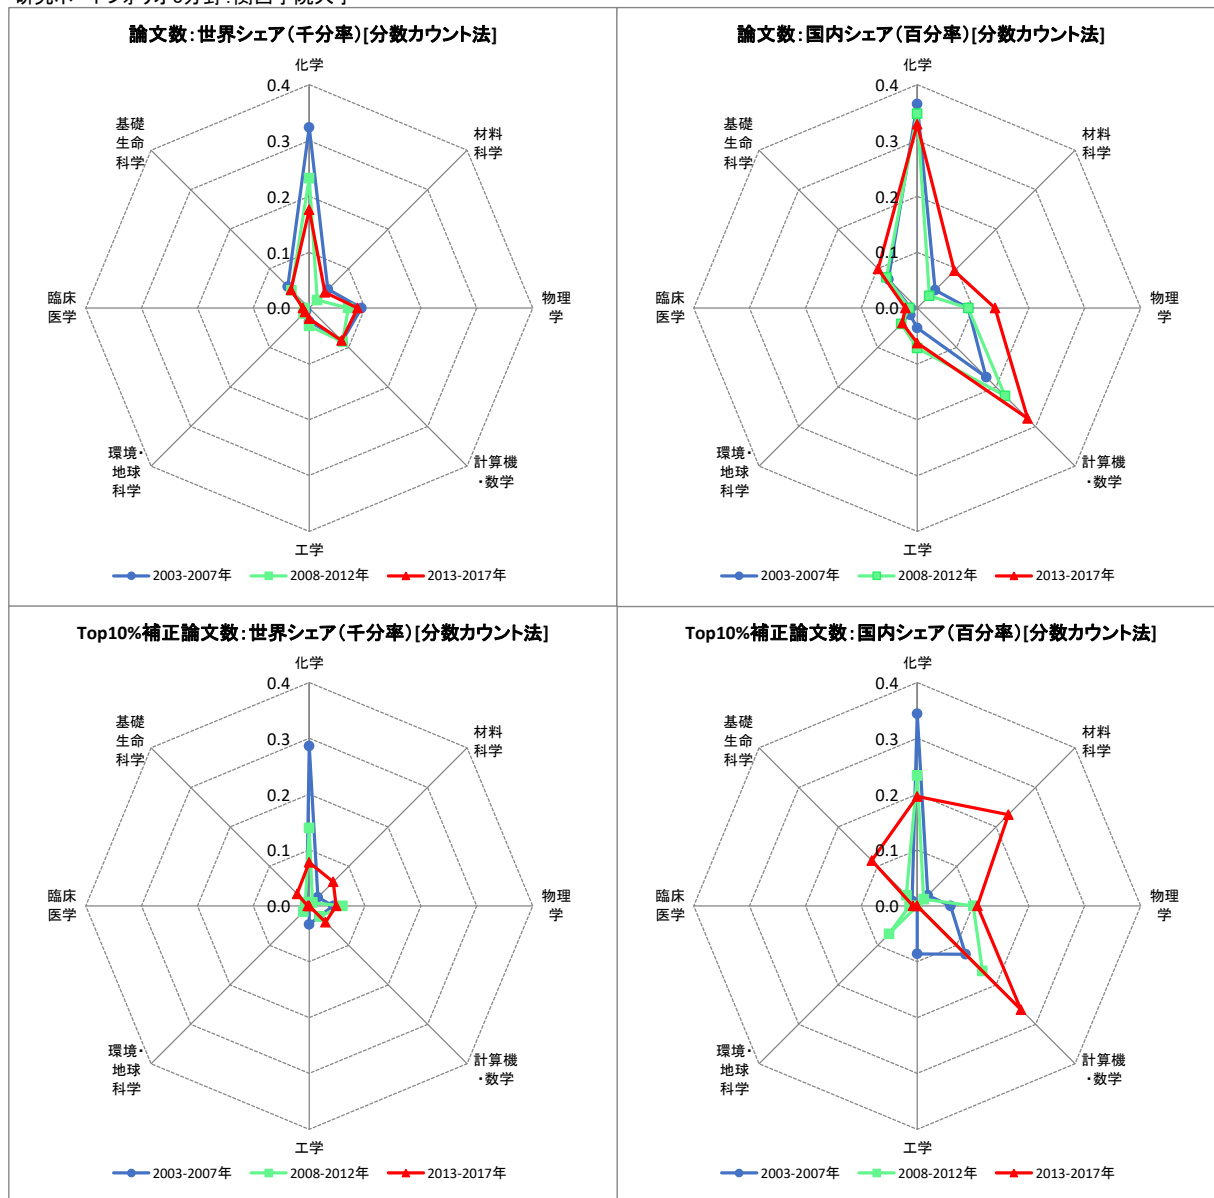 論文数:世界シェア(千分率)[分数カウント法]
化学
材料
科学
物理
学
計算機
・数学
工学
環境・
地球
科学
臨床
医学
基礎
生命
科学
0.4
0.3
0.2
0.1
0.0
2003-2007年 2008-2012年 2013-2017年
論文数:国内シェア(百分率)[分数カウント法]
化学
材料
科学
物理
学
計算機
・数学
工学
環境・
地球
科学
臨床
医学
基礎
生命
科学
0.4
0.3
0.2
0.1
0.0
2003-2007年 2008-2012年 2013-2017年
Top10%補正論文数:世界シェア(千分率)[分数カウント法]
化学
材料
科学
物理
学
計算機
・数学
工学
環境・
地球
科学
臨床
医学
基礎
生命
科学
0.4
0.3
0.2
0.1
0.0
2003-2007年 2008-2012年 2013-2017年
Top10%補正論文数:国内シェア(百分率)[分数カウント法]
化学
材料
科学
物理
学
計算機
・数学
工学
環境・
地球
科学
臨床
医学
基礎
生命
科学
0.4
0.3
0.2
0.1
0.0
2003-2007年 2008-2012年 2013-2017年